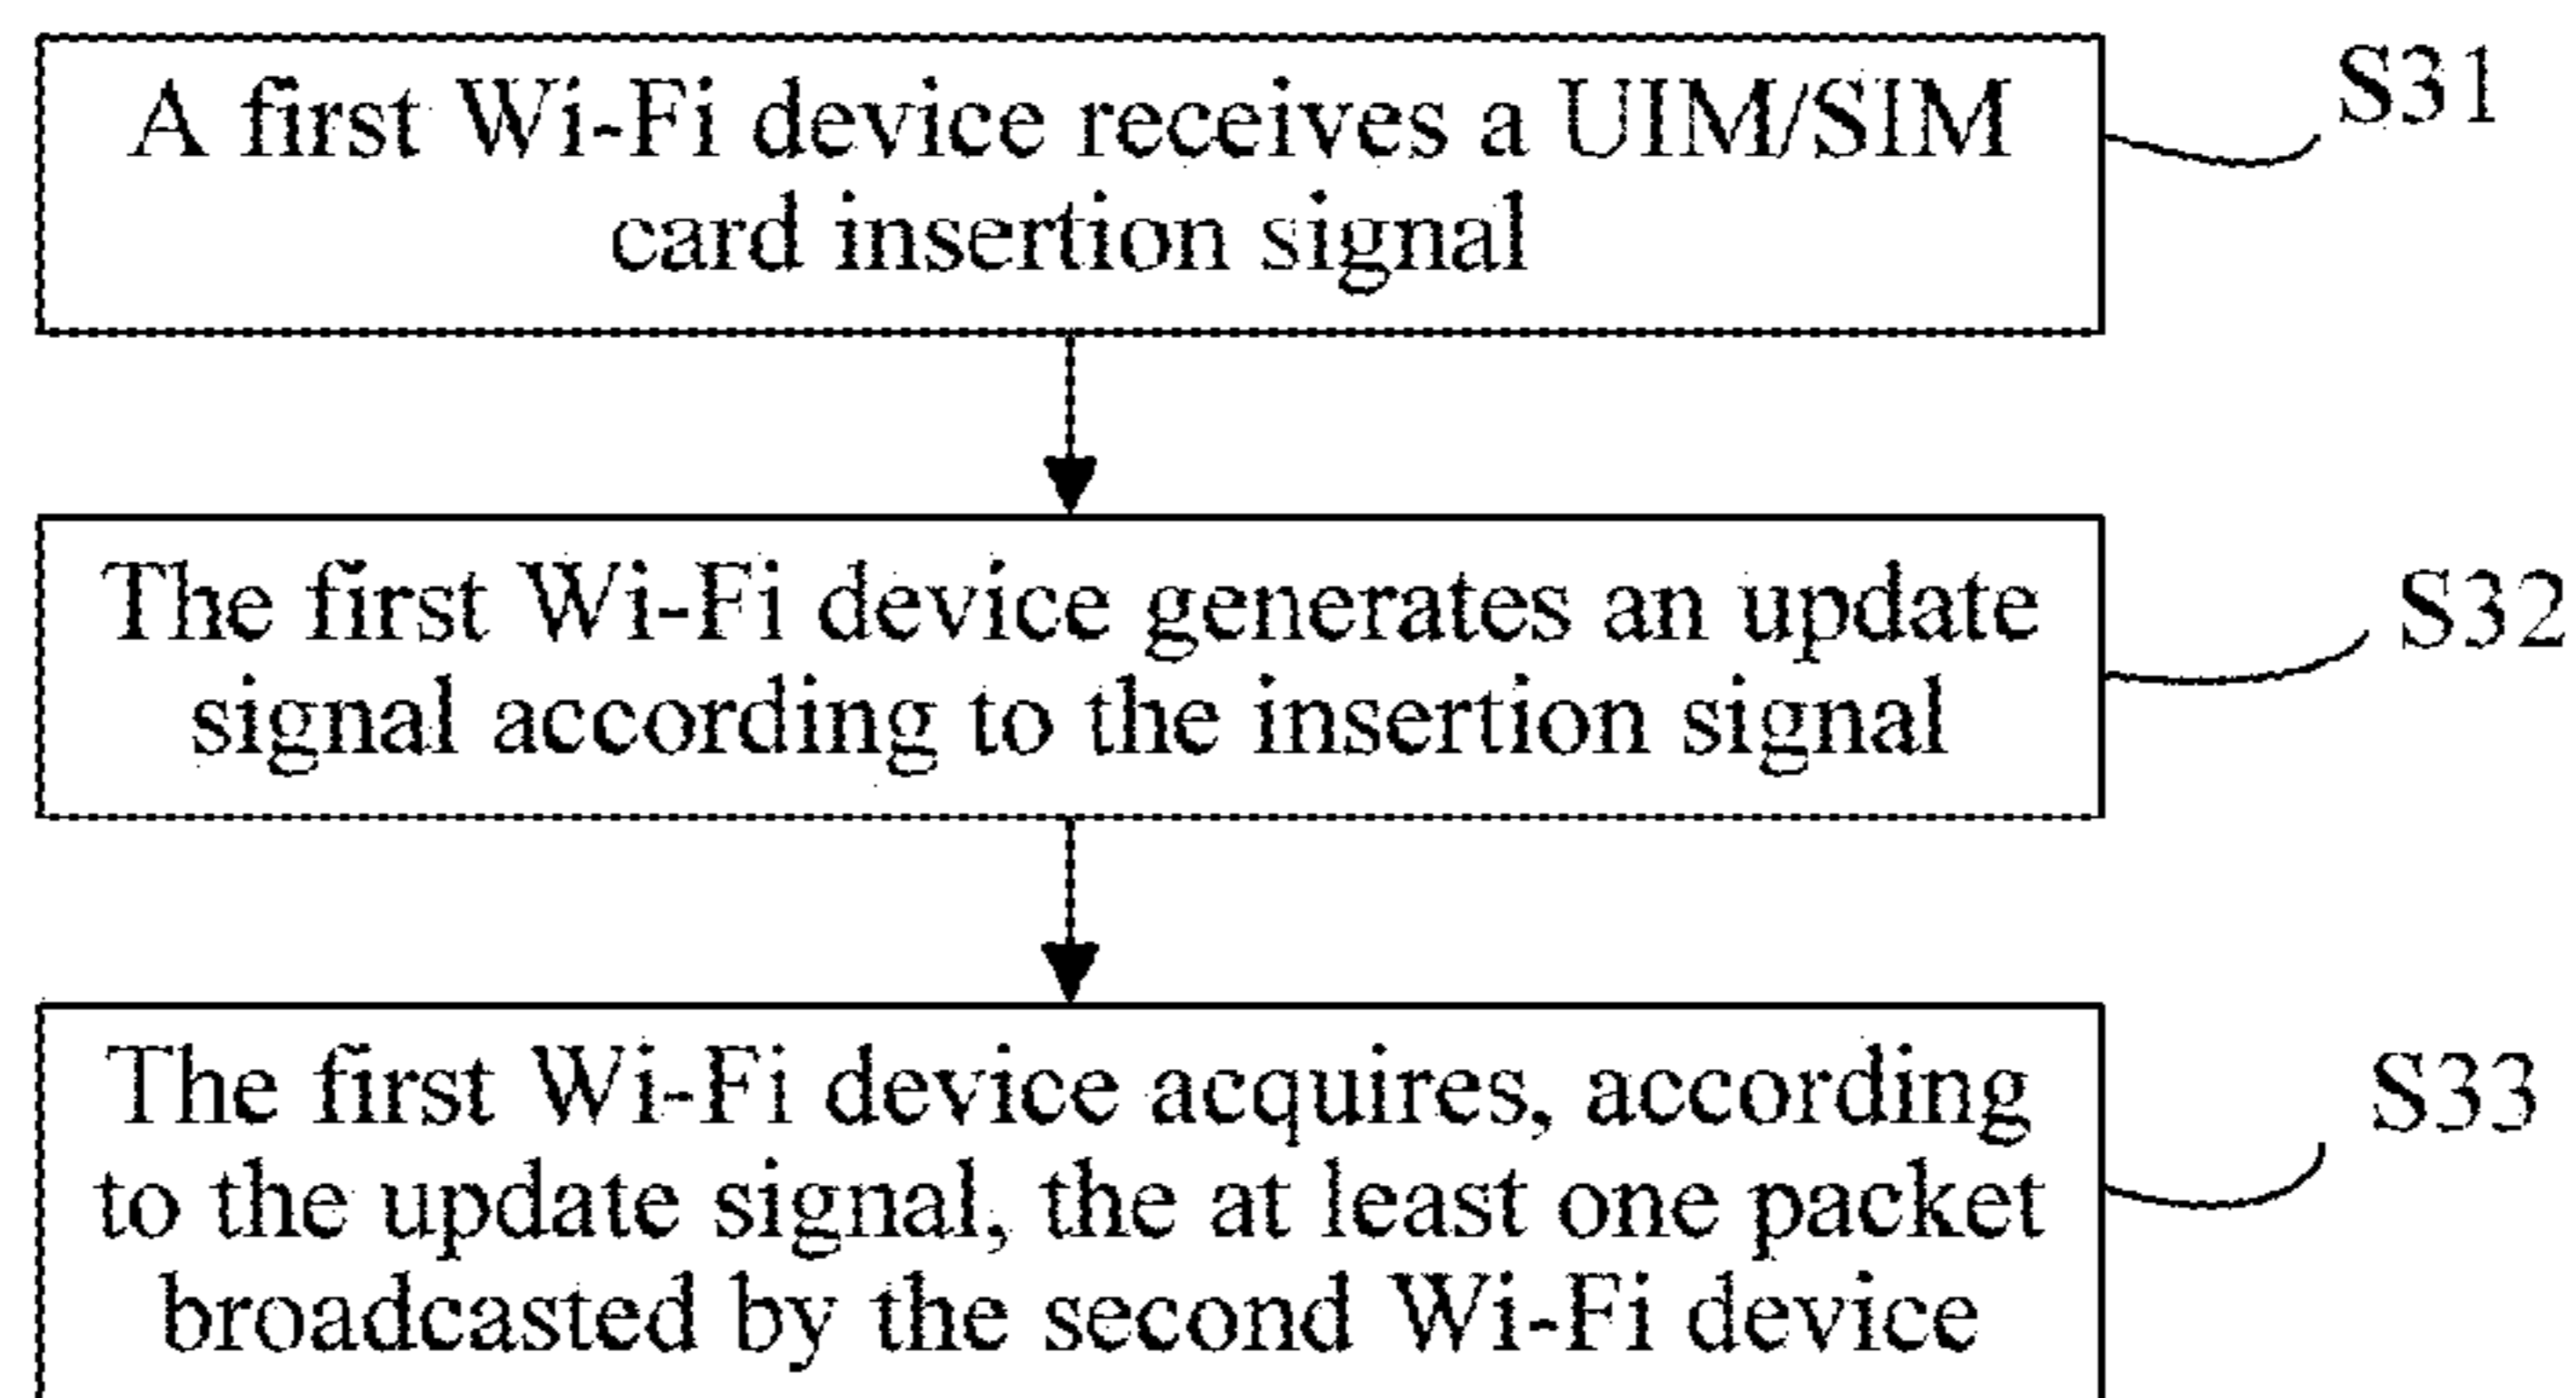 A first Wi-Fi device receives a UIM/SIM
card insertion signal
S31
The first Wi-Fi device generates an update
signal according to the insertion signal
S32
The first Wi-Fi device acquires, according
to the update signal, the at least one packet
broadcasted by the second Wi-Fi device
S33